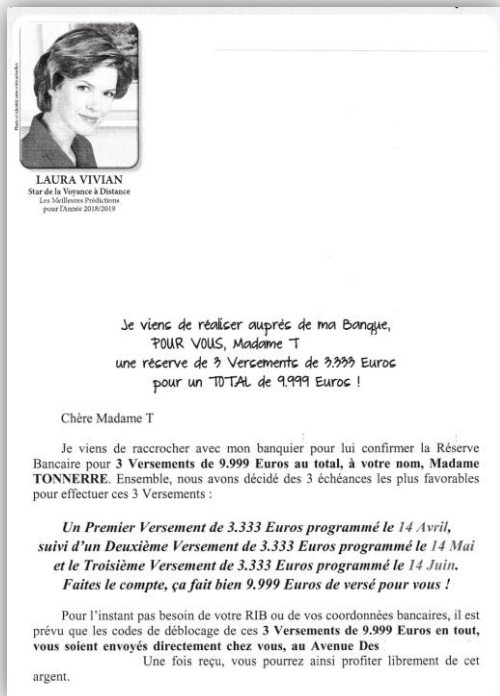 LAURA VIVIAN
Star de la Voyance à Distance
Les Meilleures Prédictions
pour l'Année 2018/2019
Je viens de réaliser auprès de ma Banque,
POUR VOUS, Madame T
une réserve de 3 Versements de 3.333 Euros
pour un TOTAL de 9.999 Euros !
Chère Madame T
Je viens de raccrocher avec mon banquier pour lui confirmer la Réserve
Bancaire pour 3 Versements de 9.999 Euros au total, à votre nom, Madame
TONNERRE. Ensemble, nous avons décidé des 3 échéances les plus favorables
pour effectuer ces 3 Versements :
Un Premier Versement de 3.333 Euros programmé le 14 Avril,
suivi d'un Deuxième Versement de 3.333 Euros programmé le 14 Mai
et le Troisième Versement de 3.333 Euros programmé le 14 Juin.
Faites le compte, ça fait bien 9.999 Euros de versé pour vous !
Pour l'instant pas besoin de votre RIB ou de vos coordonnées bancaires, il est
prévu que les codes de déblocage de ces 3 Versements de 9.999 Euros en tout,
vous soient envoyés directement chez vous, au Avenue Des
Une fois reçu, vous pourrez ainsi profiter librement de cet
argent.